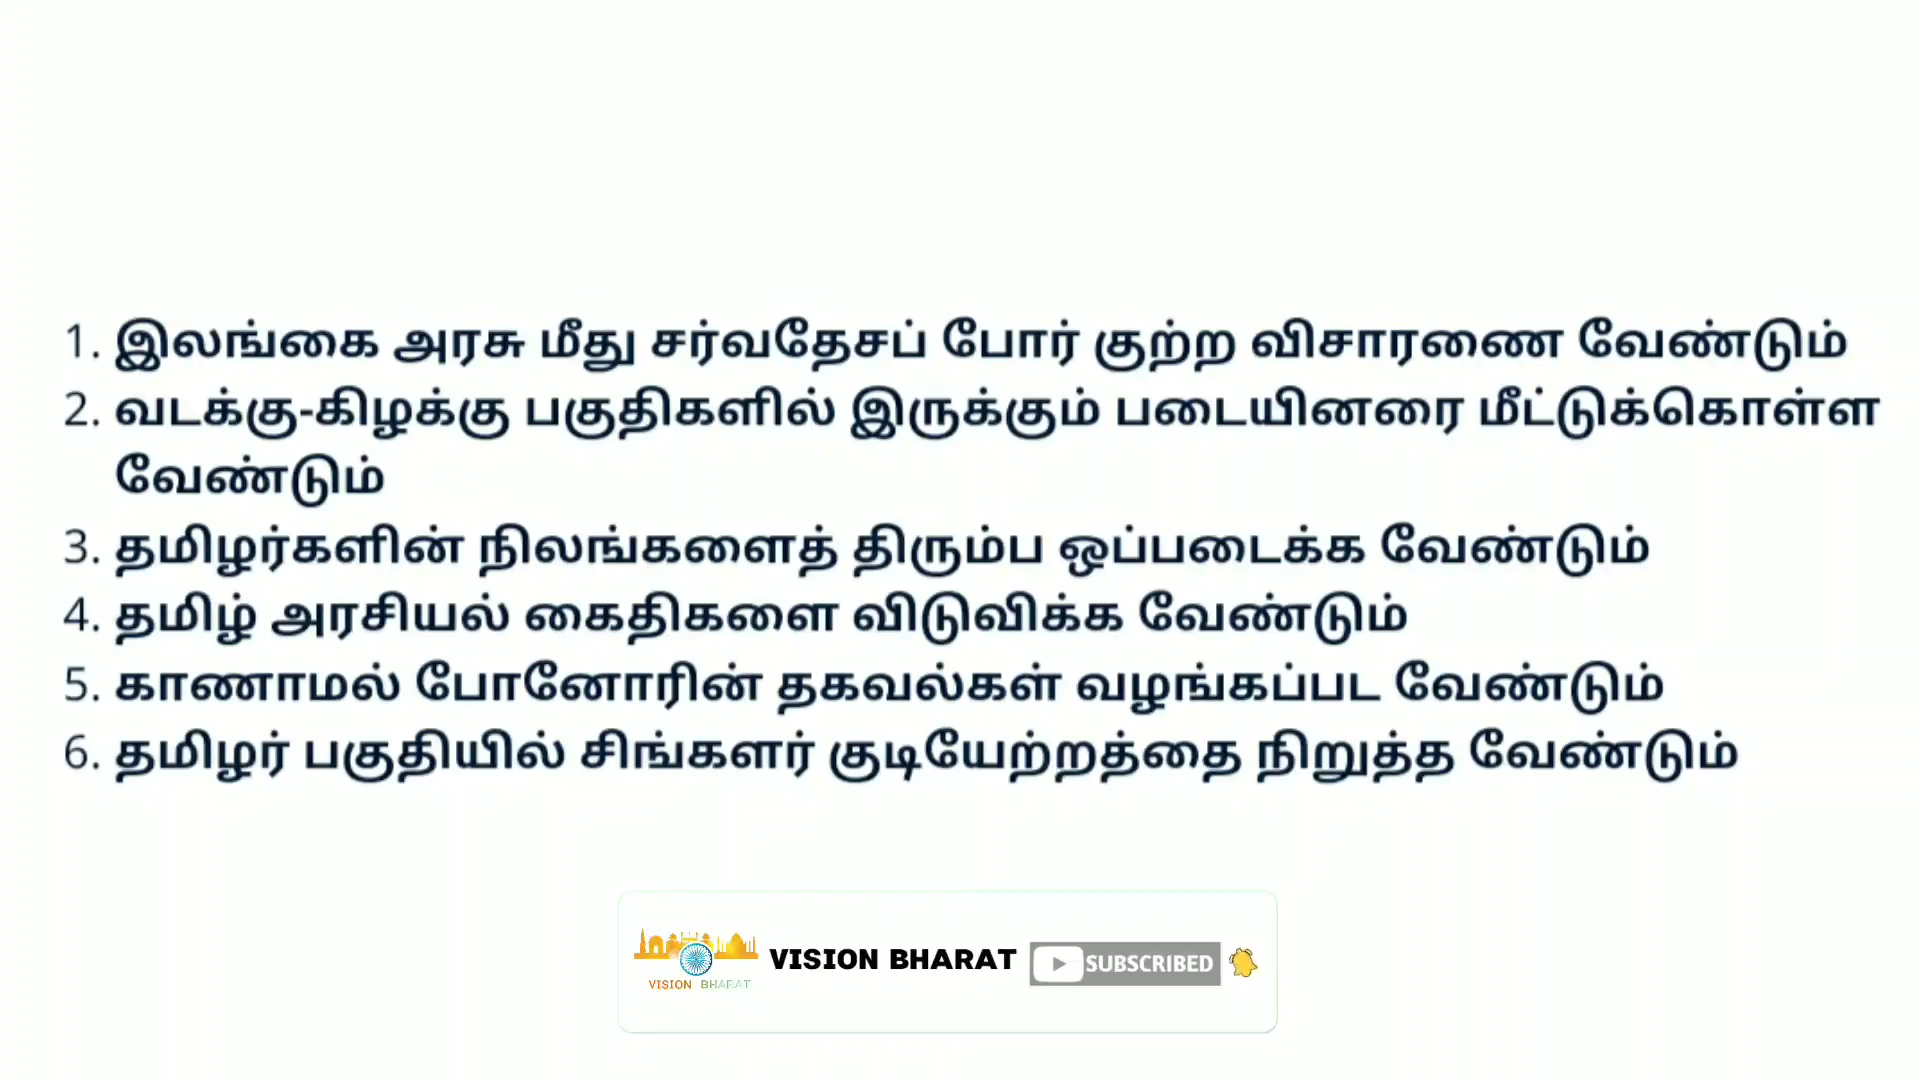 1. இலங்கை அரசு மீது சர்வதேசப் போர் குற்ற விசாரணை வேண்டும்
2. வடக்கு-கிழக்கு பகுதிகளில் இருக்கும் படையினரை மீட்டுக்கொள்ள
வேண்டும்
3. தமிழர்களின் நிலங்களைத் திரும்ப ஒப்படைக்க வேண்டும்
4. தமிழ் அரசியல் கைதிகளை விடுவிக்க வேண்டும்
5. காணாமல் போனோரின் தகவல்கள் வழங்கப்பட வேண்டும்
6. தமிழர் பகுதியில் சிங்களர் குடியேற்றத்தை நிறுத்த வேண்டும்
VISION BHARAT SUBSCRIBED
VISION BHARAT